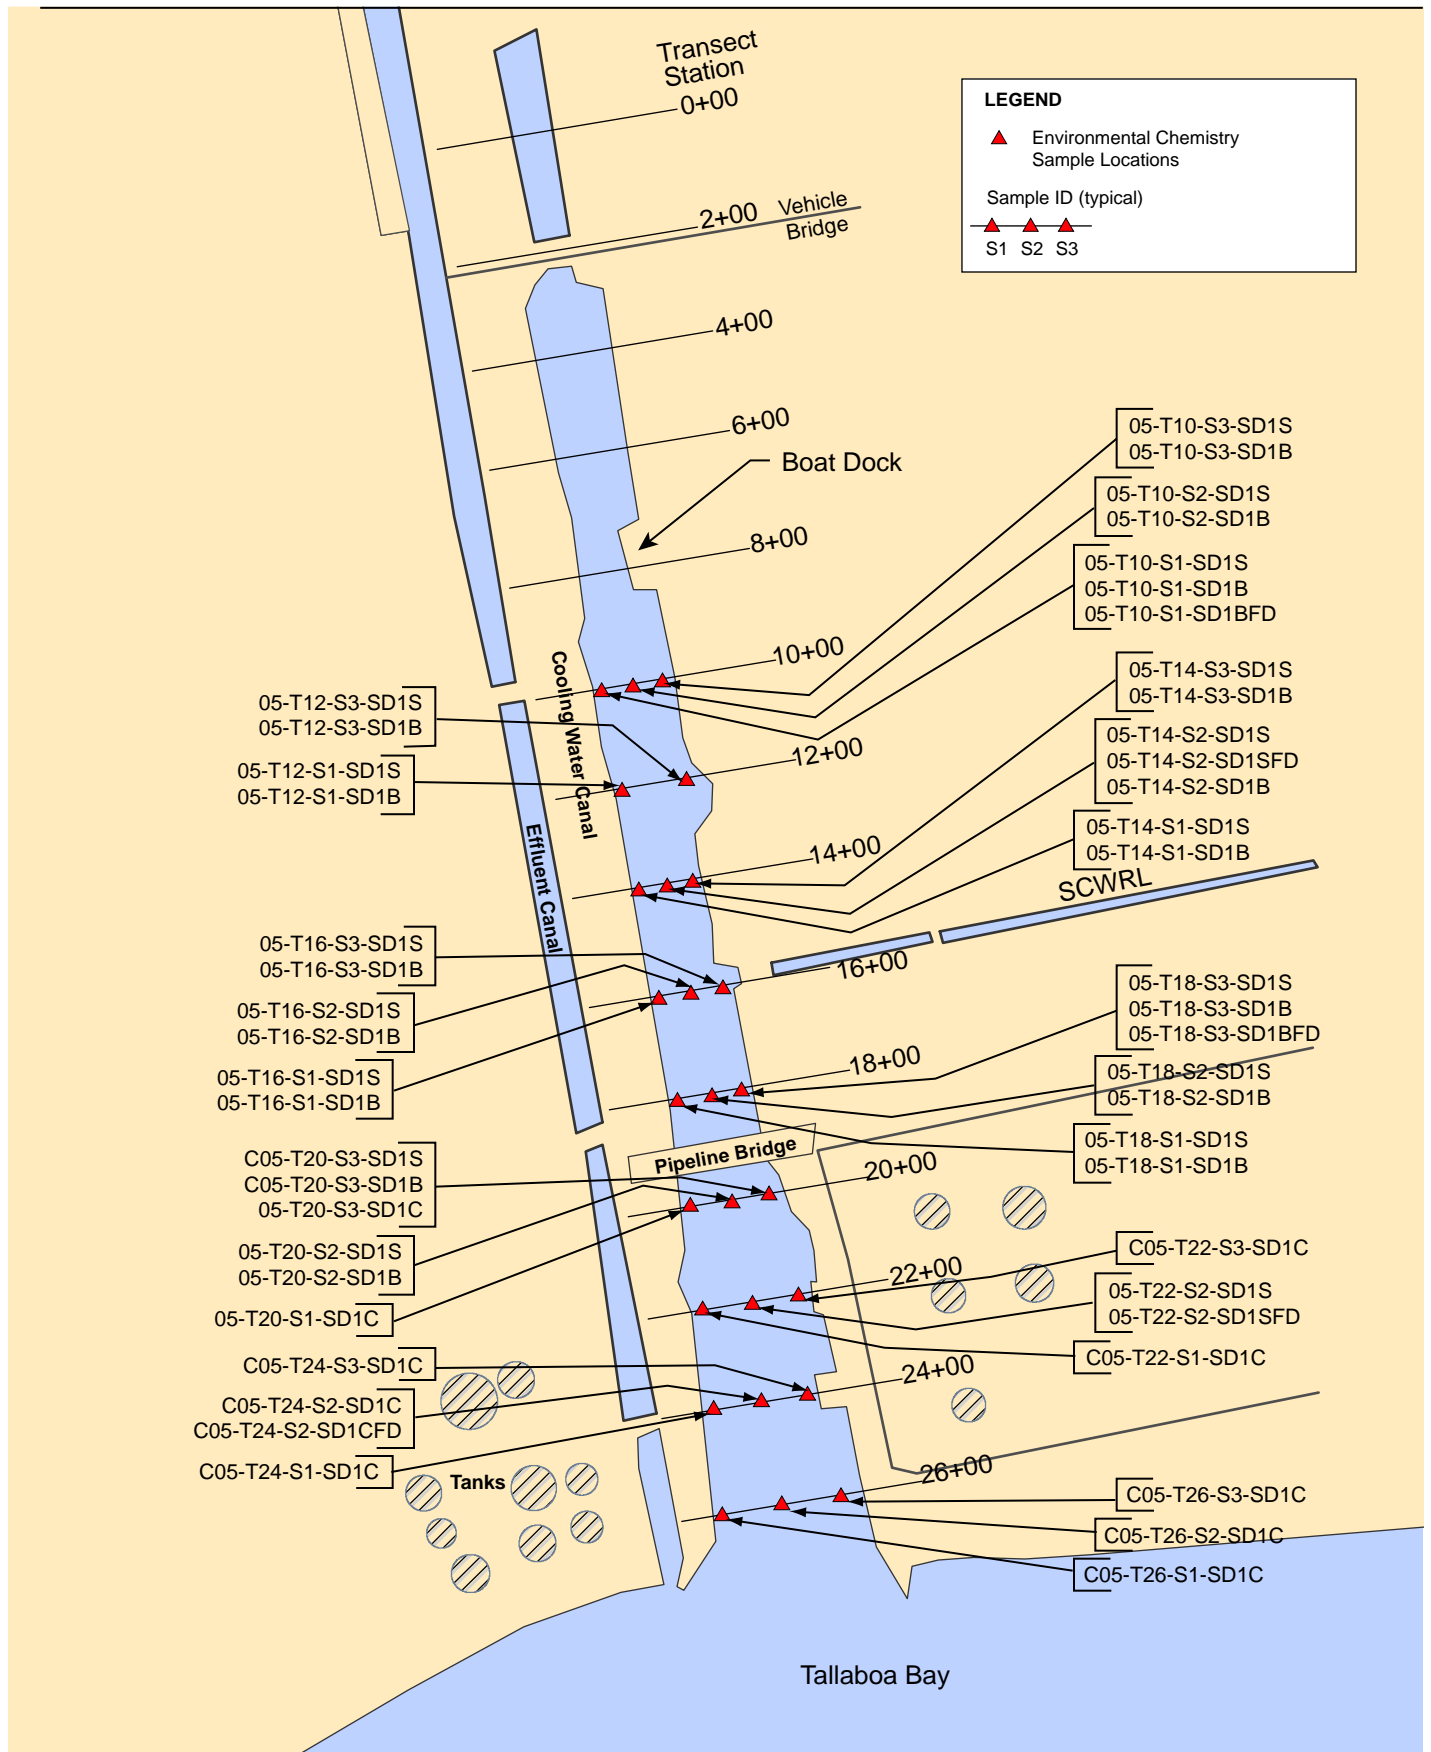 Transect
Station
0+00
LEGEND
Environmental Chemistry
Sample Locations
Sample ID (typical)
S1 S2 S3
2+00
Vehicle
Bridge
4+00
6+00
Boat Dock
8+00
10+00
12+00
14+00
SCWRL
16+00
18+00
Pipeline Bridge
20+00
22+00
24+00
26+00
Cooling Water Canal
Effluent Canal
05-T10-S3-SD1S
05-T10-S3-SD1B
05-T10-S2-SD1S
05-T10-S2-SD1B
05-T10-S1-SD1S
05-T10-S1-SD1B
05-T10-S1-SD1BFD
05-T12-S3-SD1S
05-T12-S3-SD1B
05-T12-S1-SD1S
05-T12-S1-SD1B
05-T14-S3-SD1S
05-T14-S3-SD1B
05-T14-S2-SD1S
05-T14-S2-SD1SFD
05-T14-S2-SD1B
05-T14-S1-SD1S
05-T14-S1-SD1B
05-T16-S3-SD1S
05-T16-S3-SD1B
05-T16-S2-SD1S
05-T16-S2-SD1B
05-T16-S1-SD1S
05-T16-S1-SD1B
05-T18-S3-SD1S
05-T18-S3-SD1B
05-T18-S3-SD1BFD
05-T18-S2-SD1S
05-T18-S2-SD1B
05-T18-S1-SD1S
05-T18-S1-SD1B
C05-T20-S3-SD1S
C05-T20-S3-SD1B
05-T20-S3-SD1C
05-T20-S2-SD1S
05-T20-S2-SD1B
05-T20-S1-SD1C
C05-T22-S3-SD1C
05-T22-S2-SD1S
05-T22-S2-SD1SFD
C05-T22-S1-SD1C
C05-T24-S3-SD1C
C05-T24-S2-SD1C
C05-T24-S2-SD1CFD
C05-T24-S1-SD1C
Tanks
C05-T26-S3-SD1C
C05-T26-S2-SD1C
C05-T26-S1-SD1C
Tallaboa Bay